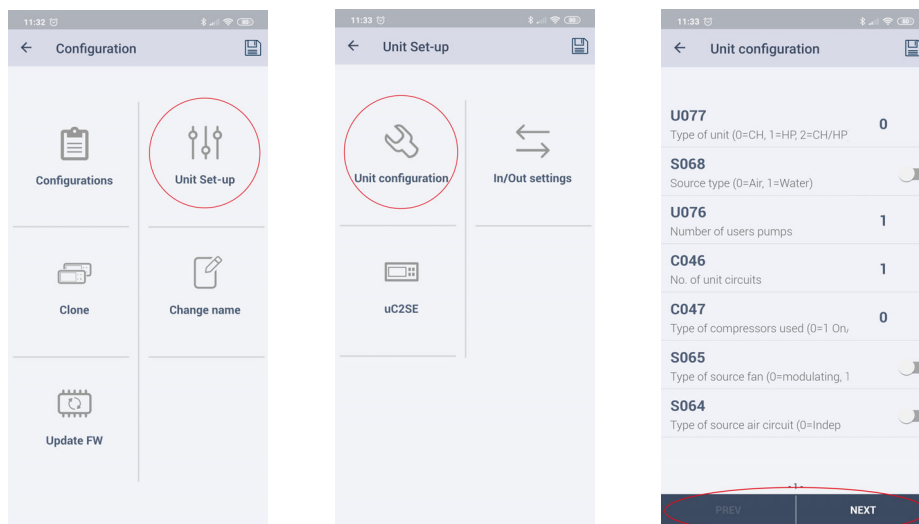 11:32
Configuration
Configurations
Unit Set-up
Clone
Change name
Update FW
11:33
Unit Set-up
Unit configuration
In/Out settings
uC2SE
11:33
Unit configuration
U077
0
Type of unit (0=CH, 1=HP, 2=CH/HP
S068
Source type (0=Air, 1=Water)
U076
1
Number of users pumps
C046
1
No. of unit circuits
C047
0
Type of compressors used (0=1 On/
S065
Type of source fan (0=modulating, 1
S064
Type of source air circuit (0=Indep
-1-
PREV
NEXT